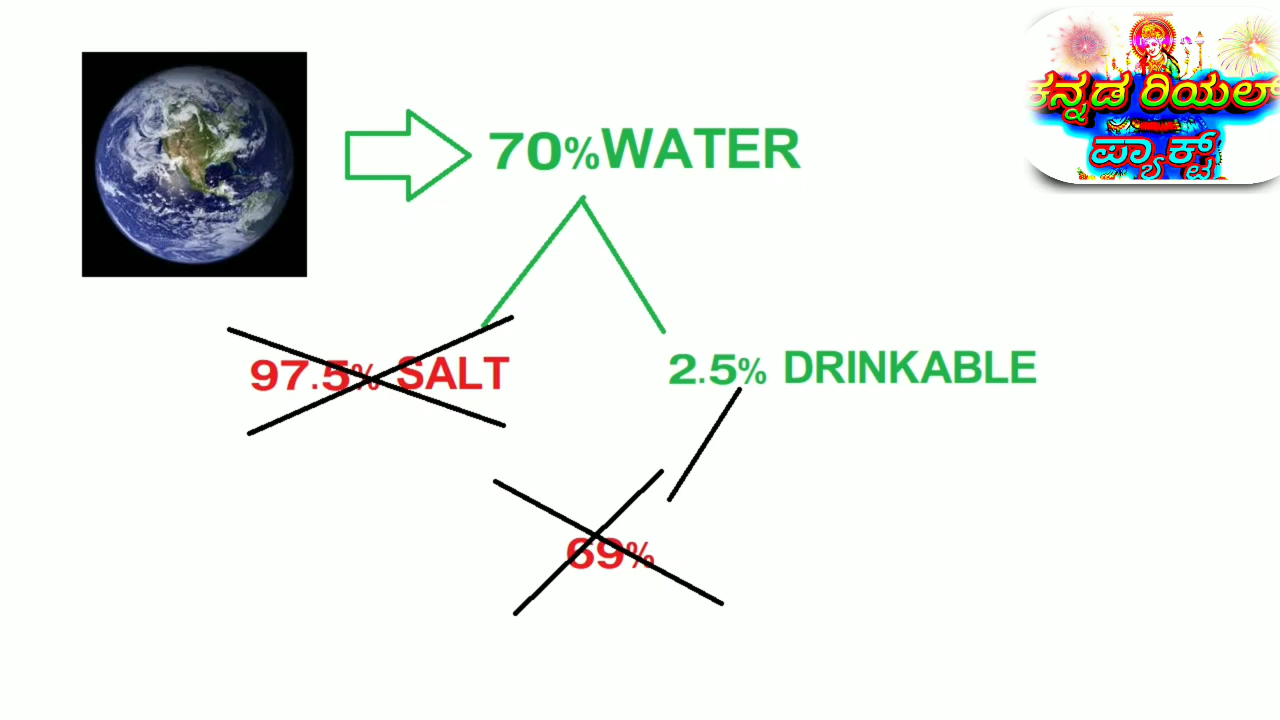 70%WATER
ಕನ್ನಡ ರಿಯಲ್
ಪ್ಯಾಕ್ಟ್
97.5% SALT
2.5% DRINKABLE
69%